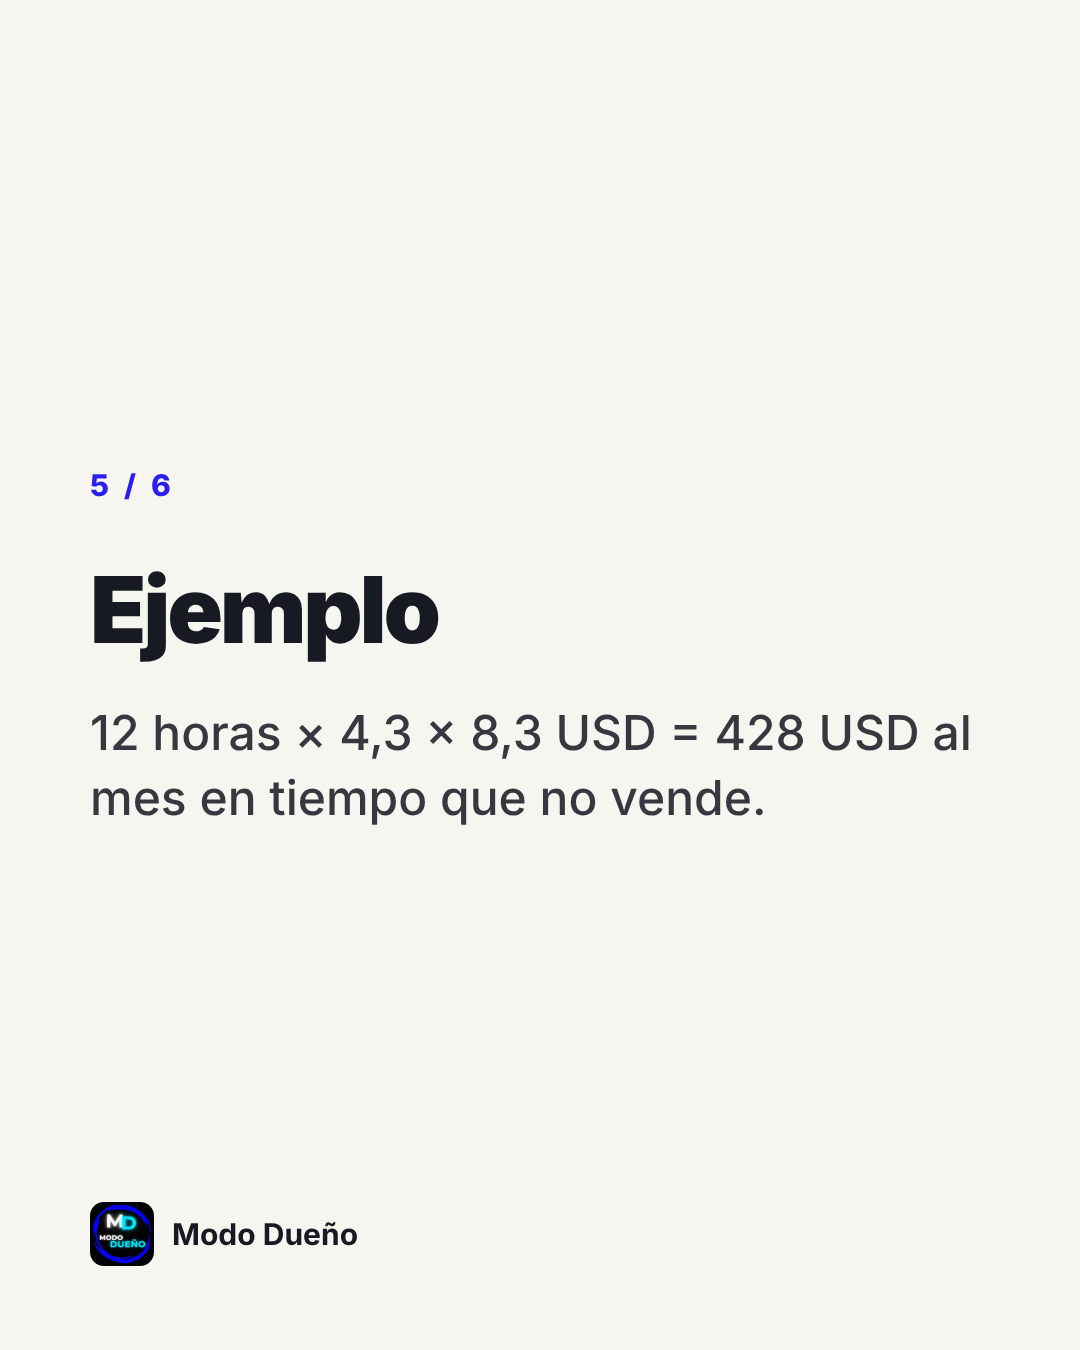 5 / 6
Ejemplo
12 horas × 4,3 × 8,3 USD = 428 USD al
mes en tiempo que no vende.
MD
MODO
DUEÑO
Modo Dueño